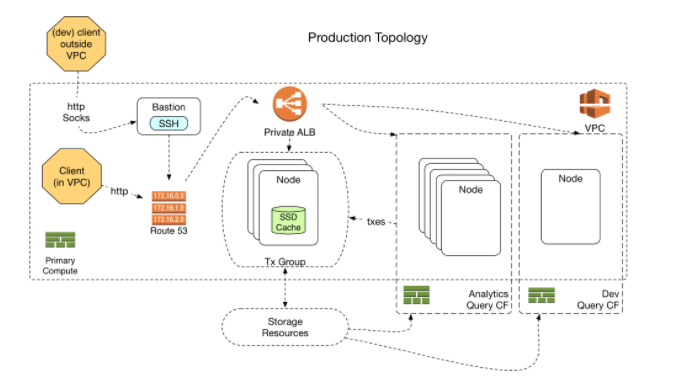 Production Topology
(dev) client
outside
VPC
http
Socks
Bastion
SSH
Private ALB
VPC
Client
(in VPC)
http
172.16.0.0
172.16.1.0
172.16.2.0
Route 53
Node
SSD
Cache
Tx Group
txes
Node
Node
Primary
Compute
Analytics
Query CF
Dev
Query CF
Storage
Resources